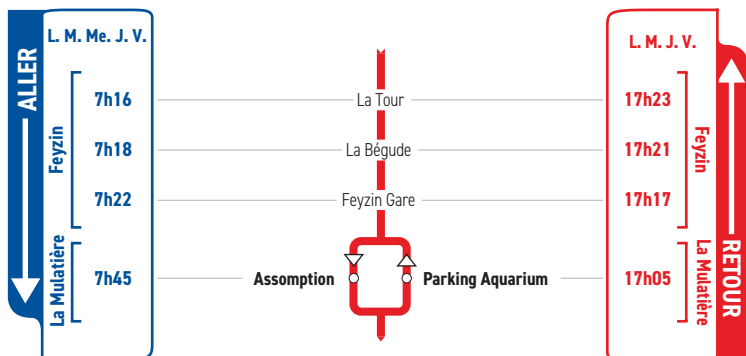 ALLER
L. M. Me. J. V.
L. M. J. V.
Feyzin
7h16
La Tour
17h23
7h18
La Bégude
17h21
Feyzin
7h22
Feyzin Gare
17h17
La Mulatière
7h45
Assomption
Parking Aquarium
17h05
La Mulatière
RETOUR